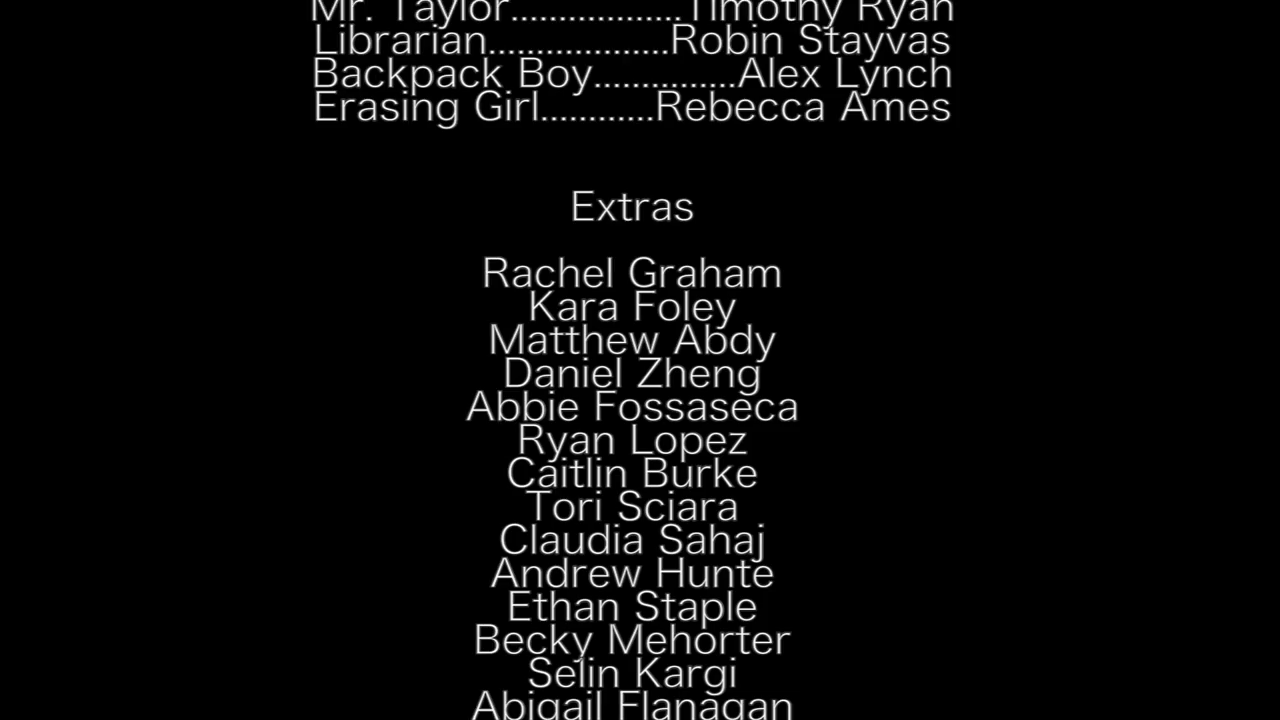 Mr. Taylor..................Timothy Ryan
Librarian...................Robin Stayvas
Backpack Boy...............Alex Lynch
Erasing Girl............Rebecca Ames
Extras
Rachel Graham
Kara Foley
Matthew Abdy
Daniel Zheng
Abbie Fossaseca
Ryan Lopez
Caitlin Burke
Tori Sciara
Claudia Sahaj
Andrew Hunte
Ethan Staple
Becky Mehorter
Selin Kargi
Abigail Flanagan